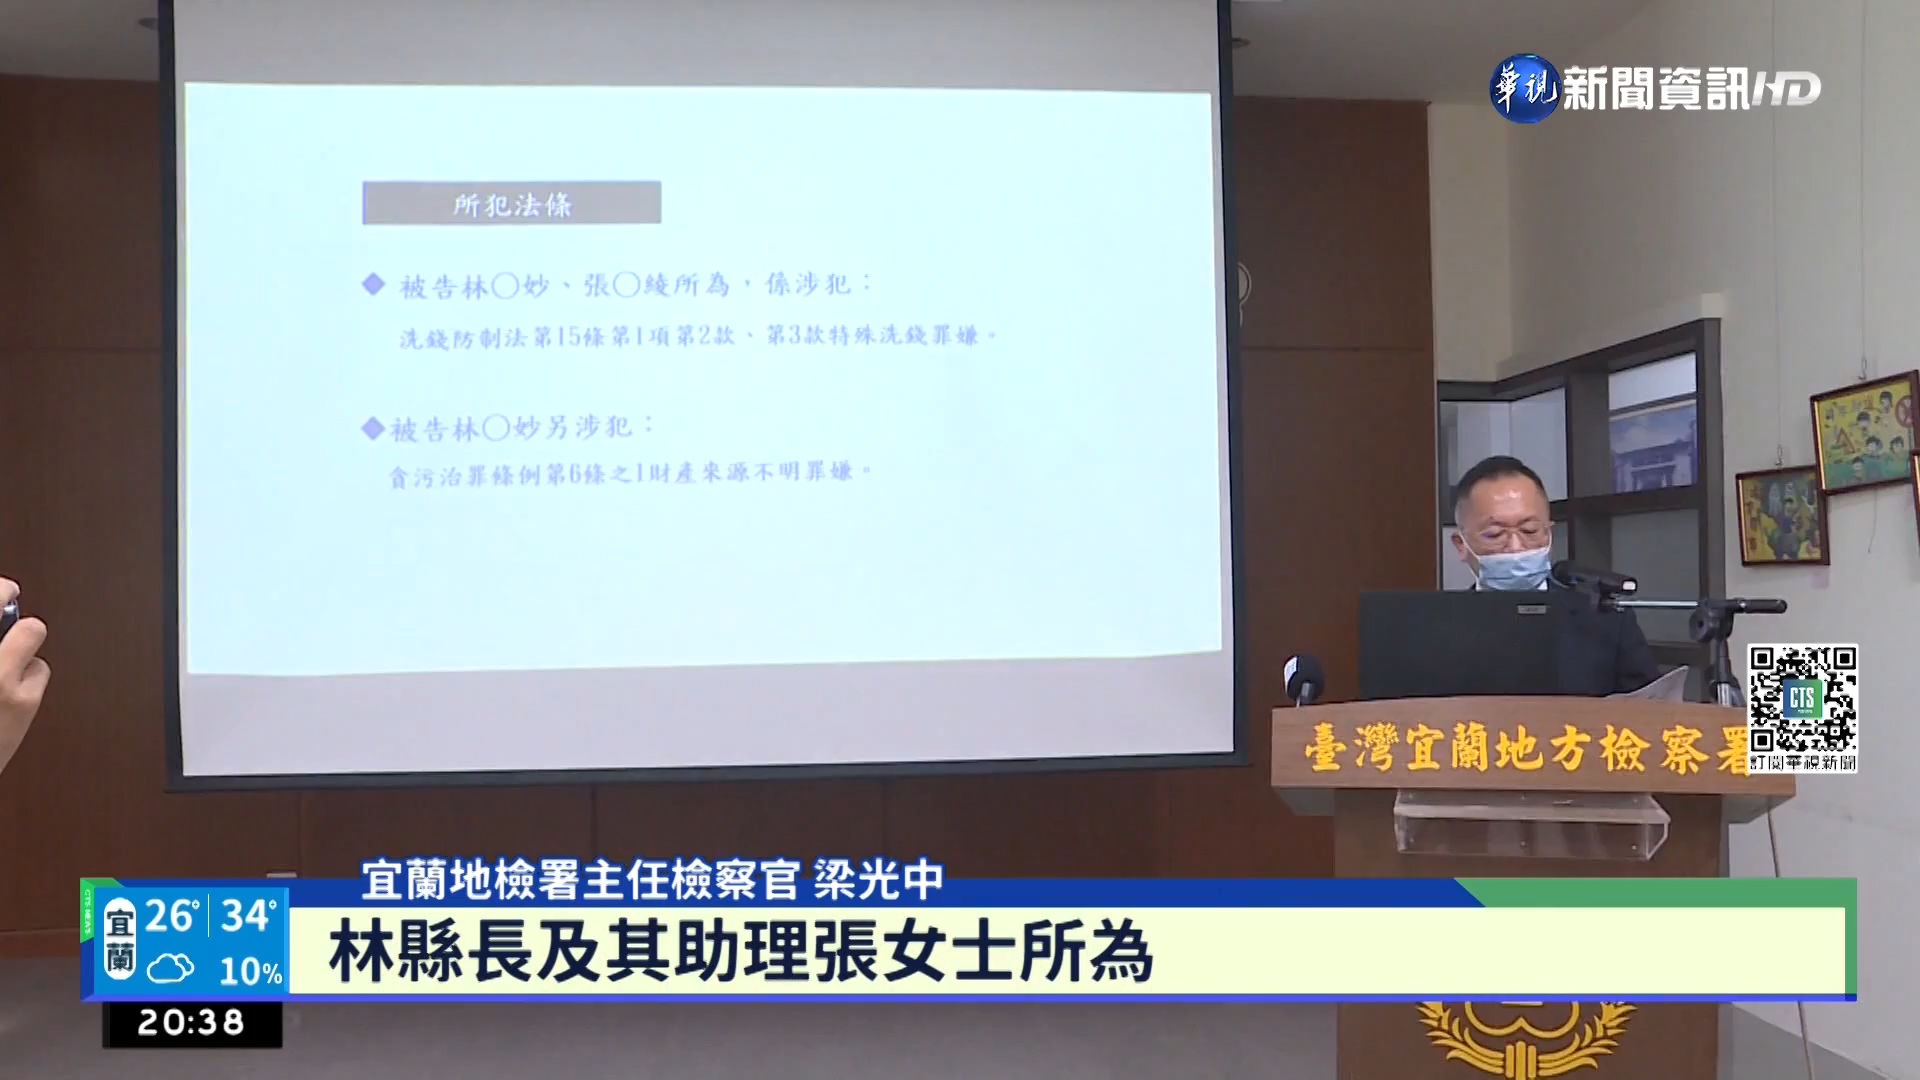 華視新聞資訊HD
所犯法條
◆ 被告林○妙、張○綾所為，係涉犯：
洗錢防制法第15條第1項第2款、第3款特殊洗錢罪嫌。
◆ 被告林○妙另涉犯：
貪污治罪條例第6條之1財產來源不明罪嫌。
臺灣宜蘭地方檢察署
CTS
訂閱華視新聞
宜蘭地檢署主任檢察官 梁光中
林縣長及其助理張女士所為
宜蘭
26° 34°
10%
20:38